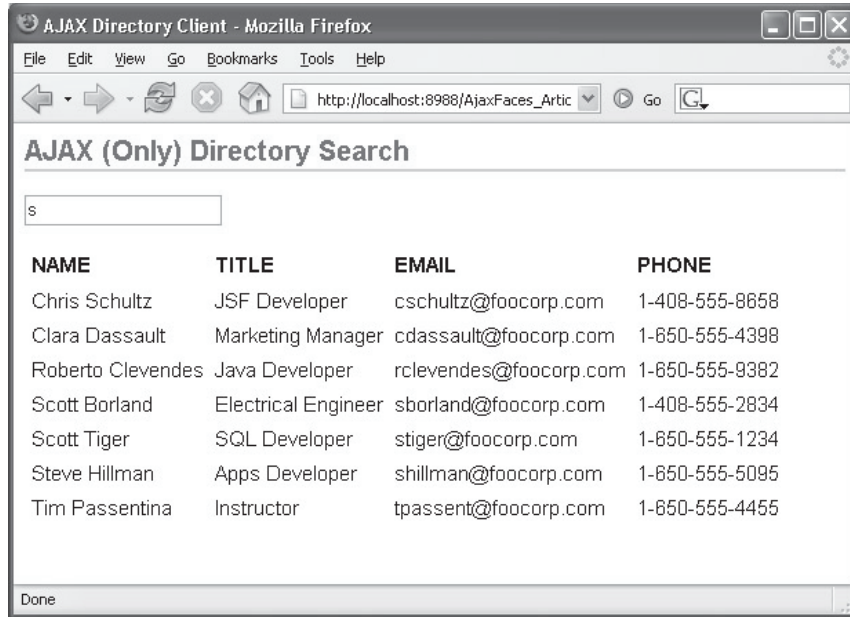 AJAX Directory Client - Mozilla Firefox
File Edit View Go Bookmarks Tools Help
http://localhost:8988/AjaxFaces_Artic Go G
AJAX (Only) Directory Search
s
NAME TITLE EMAIL PHONE
Chris Schultz JSF Developer cschultz@foocorp.com 1-408-555-8658
Clara Dassault Marketing Manager cdassault@foocorp.com 1-650-555-4398
Roberto Clevendes Java Developer rclevendes@foocorp.com 1-650-555-9382
Scott Borland Electrical Engineer sborland@foocorp.com 1-408-555-2834
Scott Tiger SQL Developer stiger@foocorp.com 1-650-555-1234
Steve Hillman Apps Developer shillman@foocorp.com 1-650-555-5095
Tim Passentina Instructor tpassent@foocorp.com 1-650-555-4455
Done